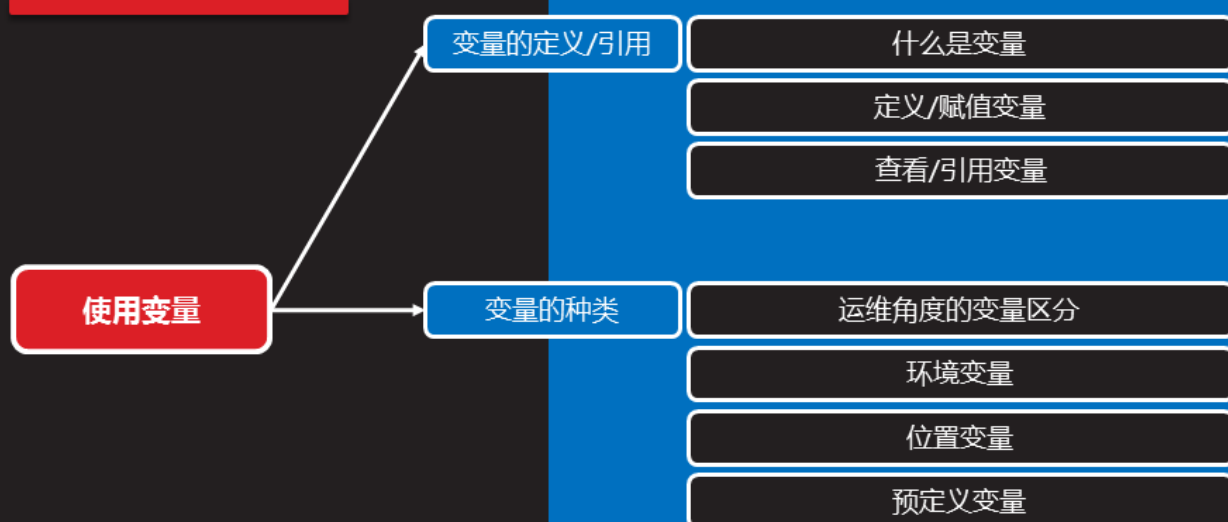 变量的定义/引用
什么是变量
定义/赋值变量
查看/引用变量
使用变量
变量的种类
运维角度的变量区分
环境变量
位置变量
预定义变量